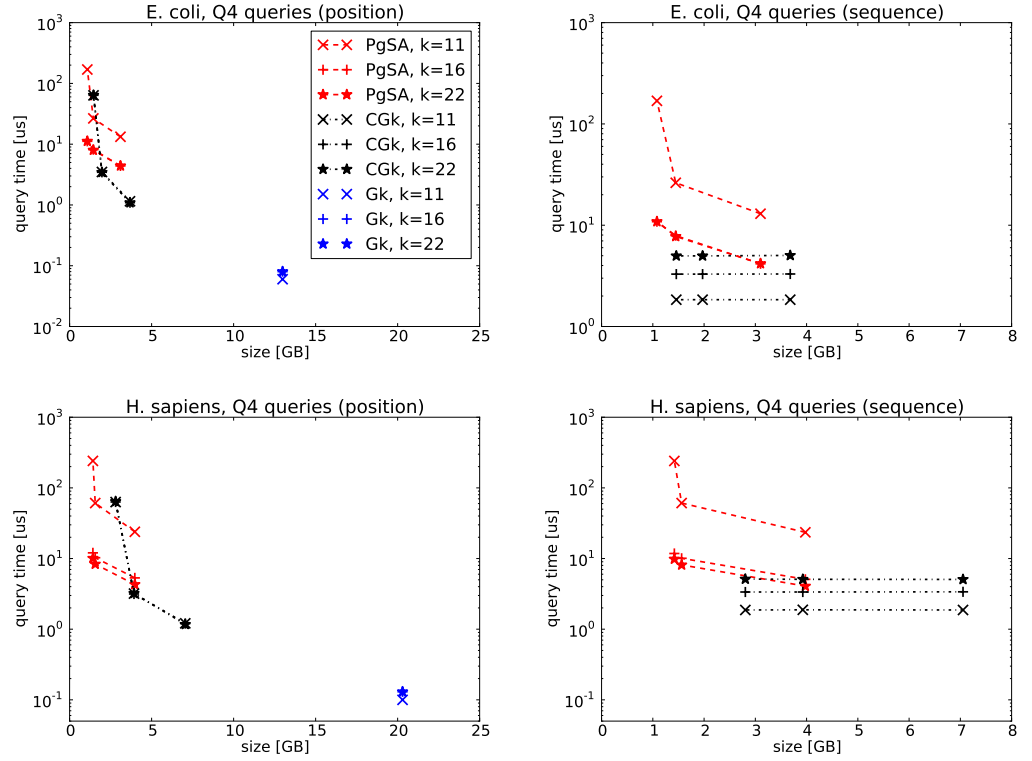 E. coli, Q4 queries (position)
query time [us]
10^3
10^2
10^1
10^0
10^-1
10^-2
0 5 10 15 20 25
size [GB]
PgSA, k=11
PgSA, k=16
PgSA, k=22
CGk, k=11
CGk, k=16
CGk, k=22
Gk, k=11
Gk, k=16
Gk, k=22
E. coli, Q4 queries (sequence)
query time [us]
10^3
10^2
10^1
10^0
0 1 2 3 4 5 6 7 8
size [GB]
H. sapiens, Q4 queries (position)
query time [us]
10^3
10^2
10^1
10^0
10^-1
0 5 10 15 20 25
size [GB]
H. sapiens, Q4 queries (sequence)
query time [us]
10^3
10^2
10^1
10^0
10^-1
0 1 2 3 4 5 6 7 8
size [GB]